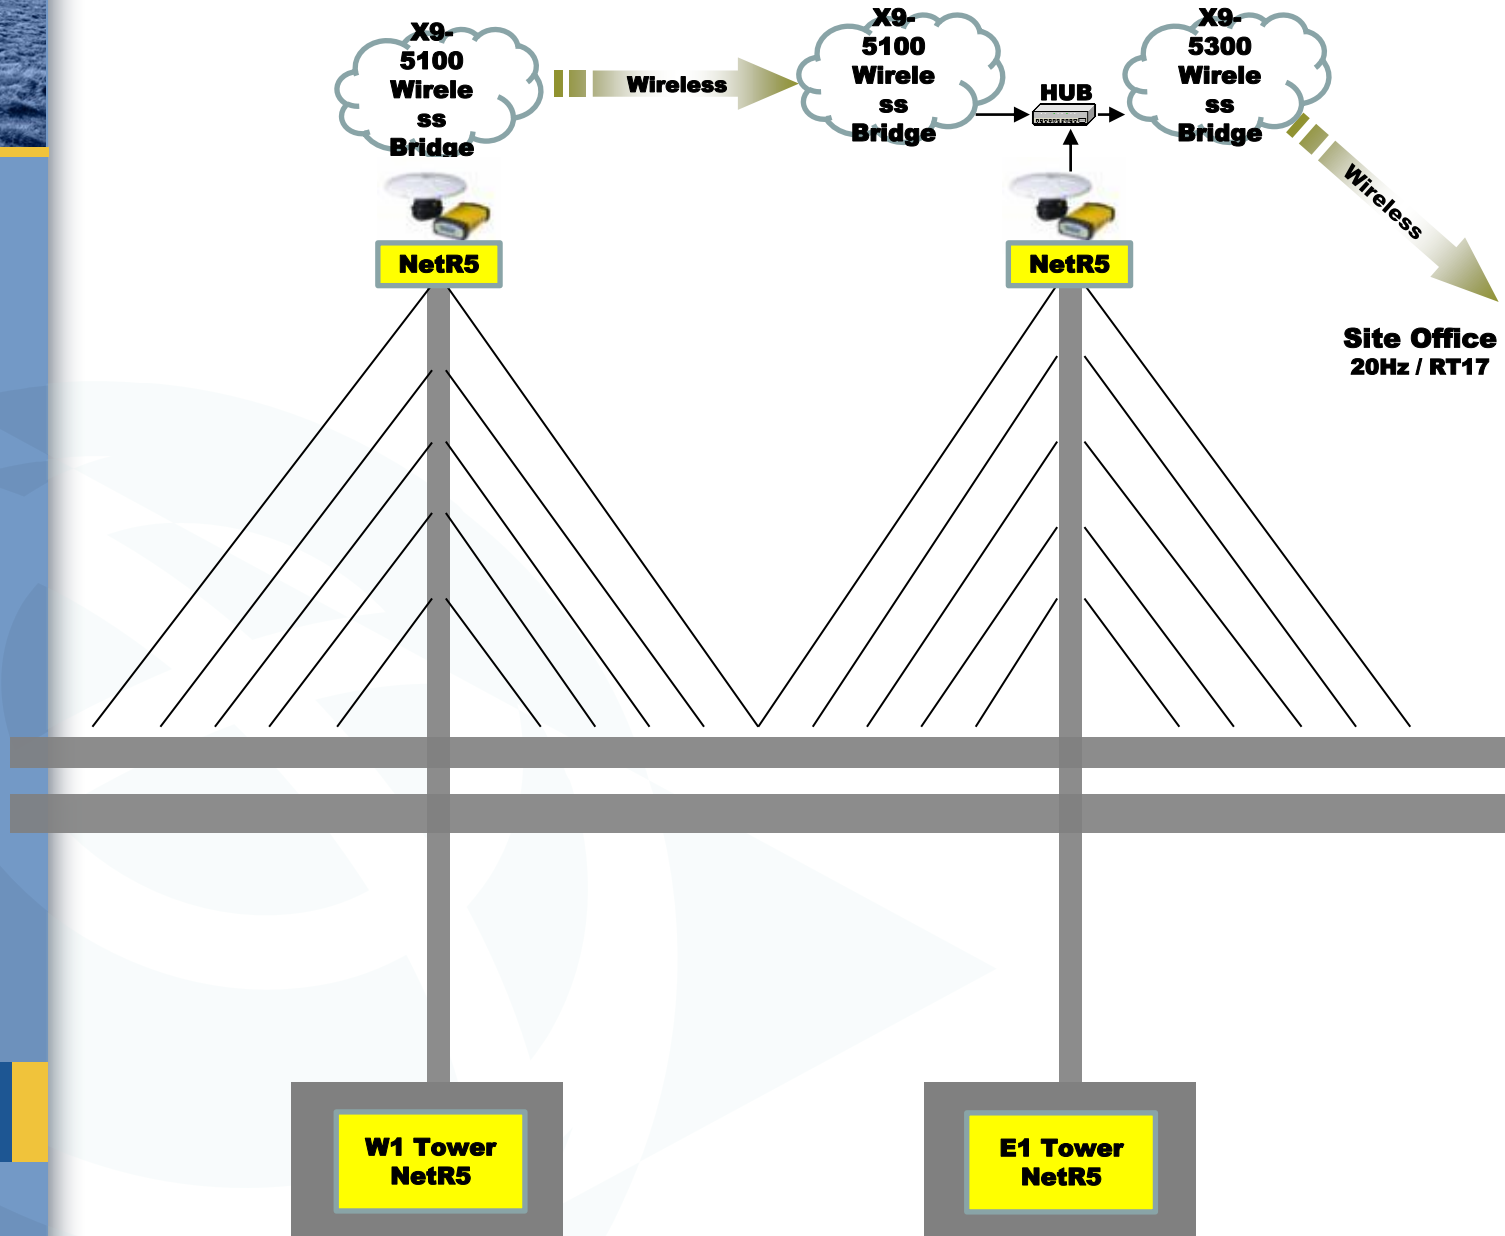 X9-
5100
Wirele
ss
Bridge
Wireless
X9-
5100
Wirele
ss
Bridge
HUB
X9-
5300
Wirele
ss
Bridge
Wireless
NetR5
NetR5
Site Office
20Hz / RT17
W1 Tower
NetR5
E1 Tower
NetR5